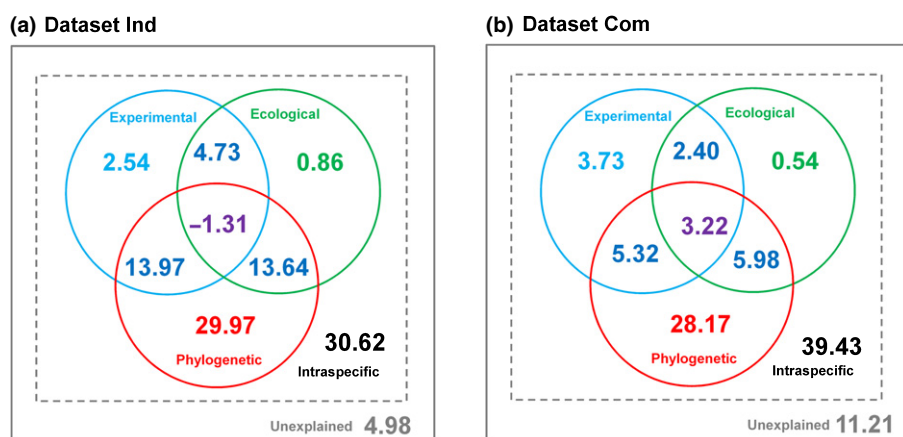 (a) Dataset Ind
Experimental
Ecological
2.54
4.73
0.86
–1.31
13.97
13.64
29.97
Phylogenetic
30.62
Intraspecific
Unexplained 4.98
(b) Dataset Com
Experimental
Ecological
3.73
2.40
0.54
3.22
5.32
5.98
28.17
Phylogenetic
39.43
Intraspecific
Unexplained 11.21